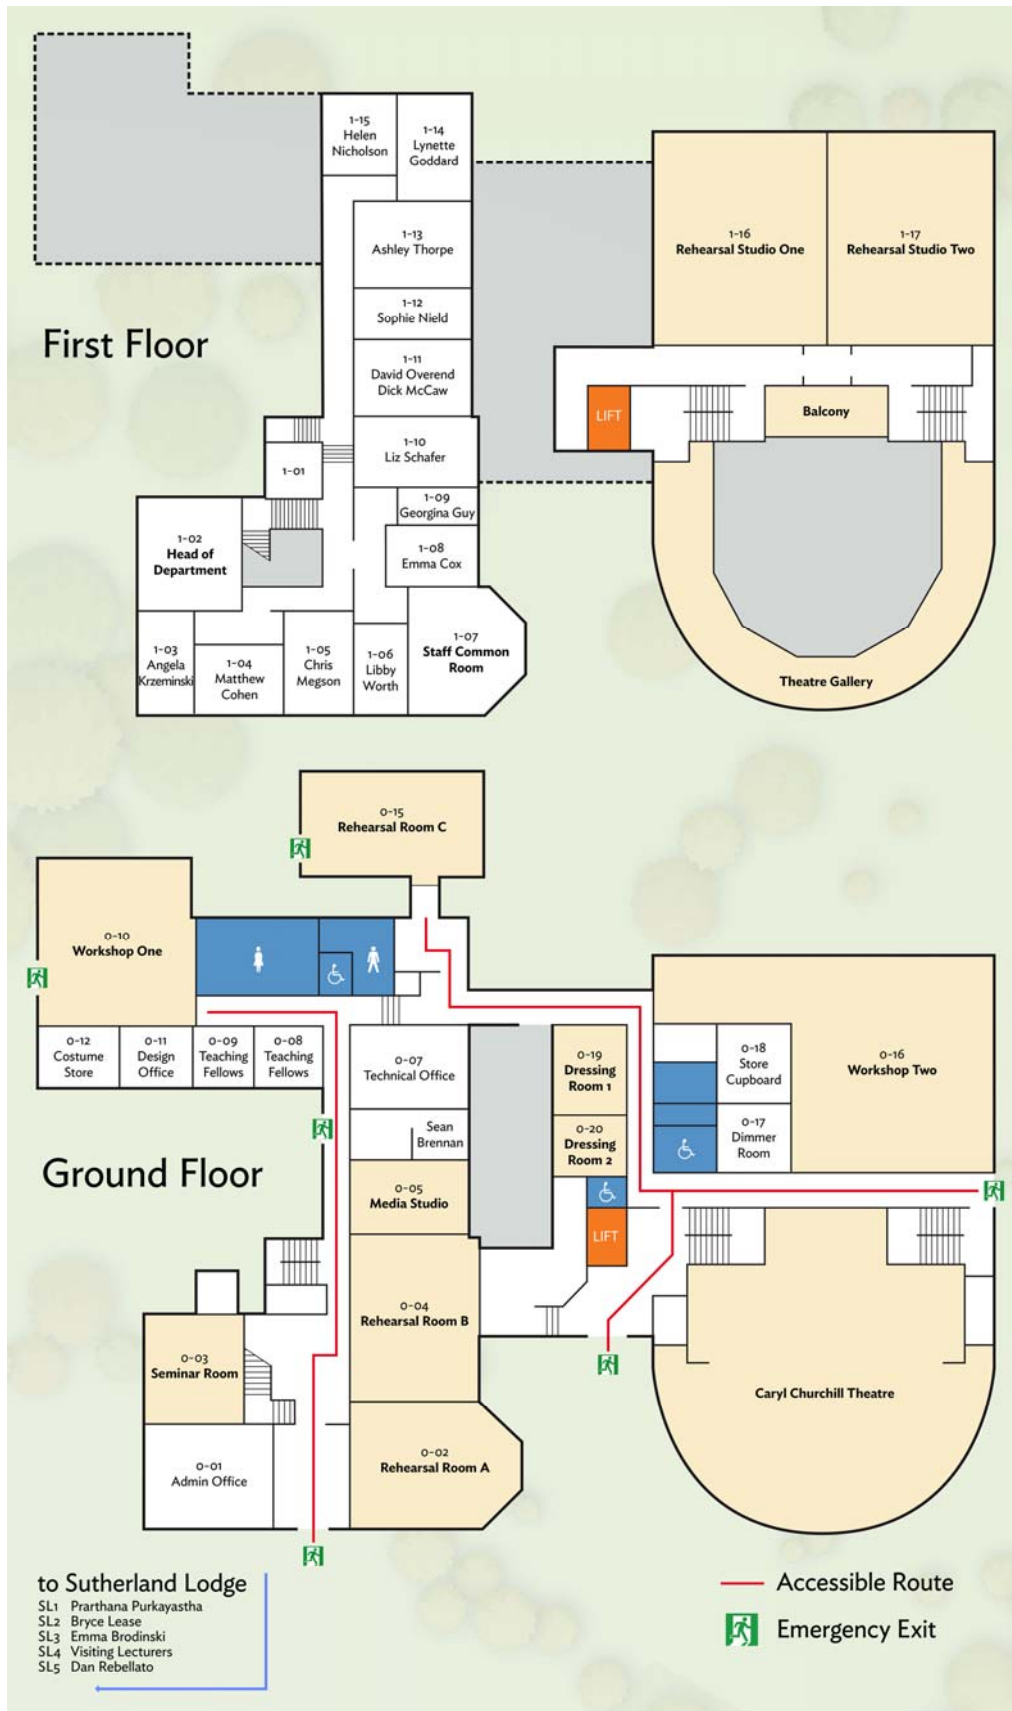 1-15
Helen
Nicholson
1-14
Lynette
Goddard
1-13
Ashley Thorpe
1-16
Rehearsal Studio One
1-17
Rehearsal Studio Two
1-12
Sophie Nield
First Floor
1-11
David Overend
Dick McCaw
LIFT
Balcony
1-10
Liz Schafer
1-01
1-09
Georgina Guy
1-02
Head of
Department
1-08
Emma Cox
1-03
Angela
Krzeminski
1-04
Matthew
Cohen
1-05
Chris
Megson
1-06
Libby
Worth
1-07
Staff Common
Room
Theatre Gallery
0-15
Rehearsal Room C
0-10
Workshop One
0-12
Costume
Store
0-11
Design
Office
0-09
Teaching
Fellows
0-08
Teaching
Fellows
0-07
Technical Office
0-19
Dressing
Room 1
0-18
Store
Cupboard
0-16
Workshop Two
Sean
Brennan
0-20
Dressing
Room 2
0-17
Dimmer
Room
Ground Floor
0-05
Media Studio
LIFT
0-04
Rehearsal Room B
0-03
Seminar Room
Caryl Churchill Theatre
0-01
Admin Office
0-02
Rehearsal Room A
to Sutherland Lodge
SL1 Prarthana Purkayastha
SL2 Bryce Lease
SL3 Emma Brodinski
SL4 Visiting Lecturers
SL5 Dan Rebellato
Accessible Route
Emergency Exit